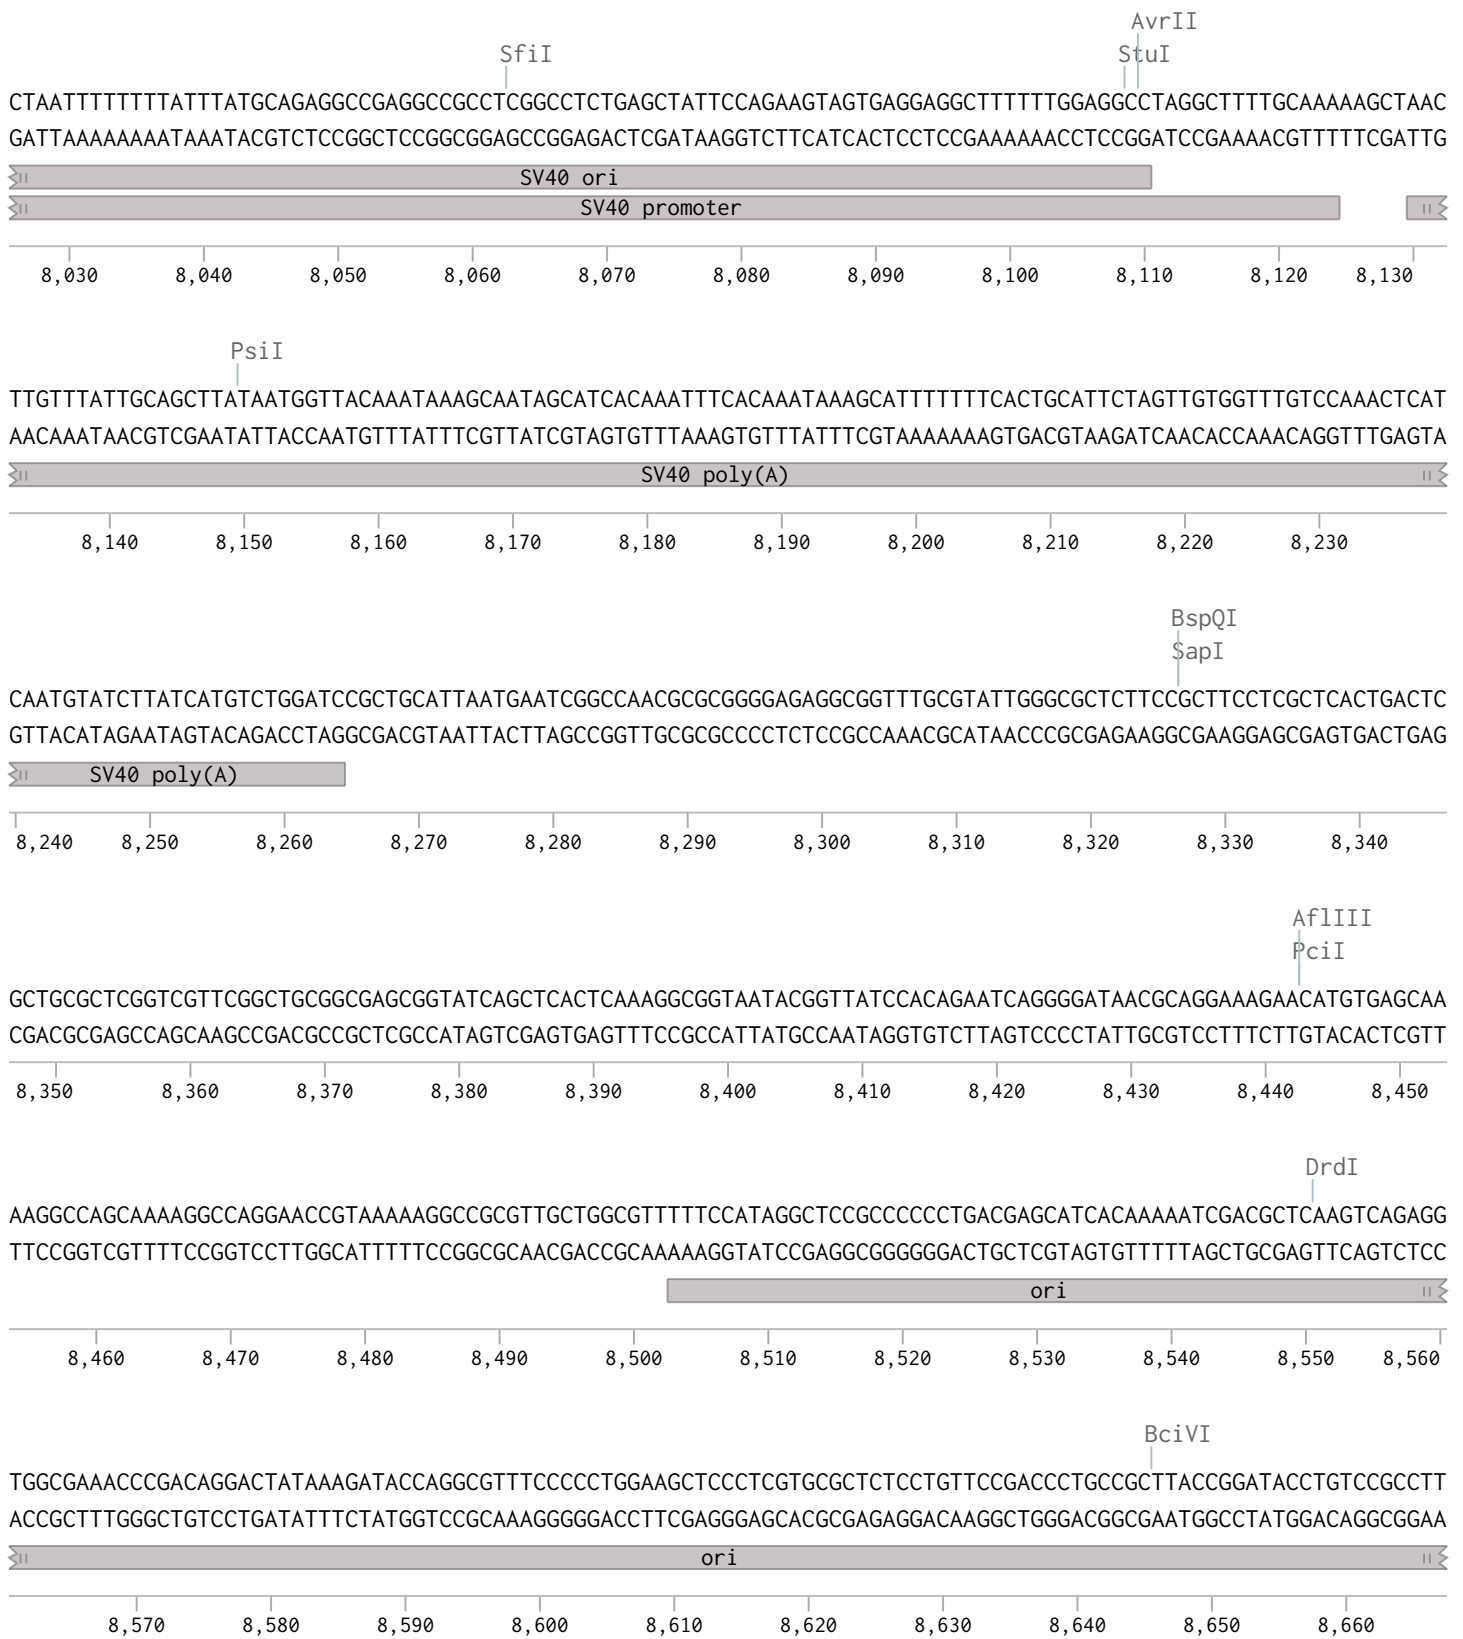 AvrII
SfiI StuI
CTAATTTTTTTTATTTATGCAGAGGCCGAGGCCGCCTCGGCCTCTGAGCTATTCCAGAAGTAGTGAGGAGGCTTTTTTGGAGGCCTAGGCTTTTGCAAAAAGCTAAC
GATTAAAAAAAATAAATACGTCTCCGGCTCCGGCGGAGCCGGAGACTCGATAAGGTCTTCATCACTCCTCCGAAAAAACCTCCGGATCCGAAAACGTTTTTCGATTG
SV40 ori
SV40 promoter
8,030 8,040 8,050 8,060 8,070 8,080 8,090 8,100 8,110 8,120 8,130
PsiI
TTGTTTATTGCAGCTTATAATGGTTACAAATAAAGCAATAGCATCACAAATTTCACAAATAAAGCATTTTTTTCACTGCATTCTAGTTGTGGTTTGTCCAAACTCAT
AACAAATAACGTCGAATATTACCAATGTTTATTTCGTTATCGTAGTGTTTAAAGTGTTTATTTCGTAAAAAAAGTGACGTAAGATCAACACCAAACAGGTTTGAGTA
SV40 poly(A)
8,140 8,150 8,160 8,170 8,180 8,190 8,200 8,210 8,220 8,230
BspQI
SapI
CAATGTATCTTATCATGTCTGGATCCGCTGCATTAATGAATCGGCCAACGCGCGGGGAGAGGCGGTTTGCGTATTGGGCGCTCTTCCGCTTCCTCGCTCACTGACTC
GTTACATAGAATAGTACAGACCTAGGCGACGTAATTACTTAGCCGGTTGCGCGCCCCTCTCCGCCAAACGCATAACCCGCGAGAAGGCGAAGGAGCGAGTGACTGAG
SV40 poly(A)
8,240 8,250 8,260 8,270 8,280 8,290 8,300 8,310 8,320 8,330 8,340
AflIII
PciI
GCTGCGCTCGGTCGTTCGGCTGCGGCGAGCGGTATCAGCTCACTCAAAGGCGGTAATACGGTTATCCACAGAATCAGGGGATAACGCAGGAAAGAACATGTGAGCAA
CGACGCGAGCCAGCAAGCCGACGCCGCTCGCCATAGTCGAGTGAGTTTCCGCCATTATGCCAATAGGTGTCTTAGTCCCCTATTGCGTCCTTTCTTGTACACTCGTT
8,350 8,360 8,370 8,380 8,390 8,400 8,410 8,420 8,430 8,440 8,450
DrdI
AAGGCCAGCAAAAGGCCAGGAACCGTAAAAAGGCCGCGTTGCTGGCGTTTTTCCATAGGCTCCGCCCCCCTGACGAGCATCACAAAAATCGACGCTCAAGTCAGAGG
TTCCGGTCGTTTTCCGGTCCTTGGCATTTTTCCGGCGCAACGACCGCAAAAAGGTATCCGAGGCGGGGGGACTGCTCGTAGTGTTTTTAGCTGCGAGTTCAGTCTCC
ori
8,460 8,470 8,480 8,490 8,500 8,510 8,520 8,530 8,540 8,550 8,560
BciVI
TGGCGAAACCCGACAGGACTATAAAGATACCAGGCGTTTCCCCCTGGAAGCTCCCTCGTGCGCTCTCCTGTTCCGACCCTGCCGCTTACCGGATACCTGTCCGCCTT
ACCGCTTTGGGCTGTCCTGATATTTCTATGGTCCGCAAAGGGGGACCTTCGAGGGAGCACGCGAGAGGACAAGGCTGGGACGGCGAATGGCCTATGGACAGGCGGAA
ori
8,570 8,580 8,590 8,600 8,610 8,620 8,630 8,640 8,650 8,660